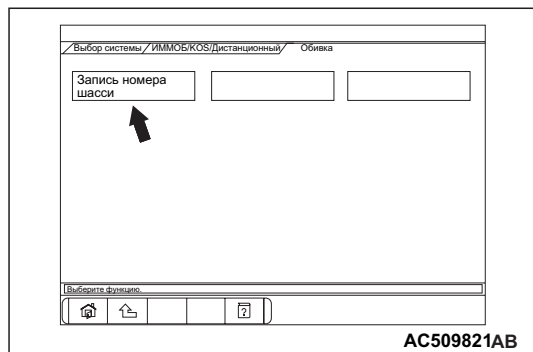 Выбор системы/ ИММОБ/KOS/Дистанционный/ Обивка
Запись номера
шасси
Выберите функцию.
?
AC509821AB